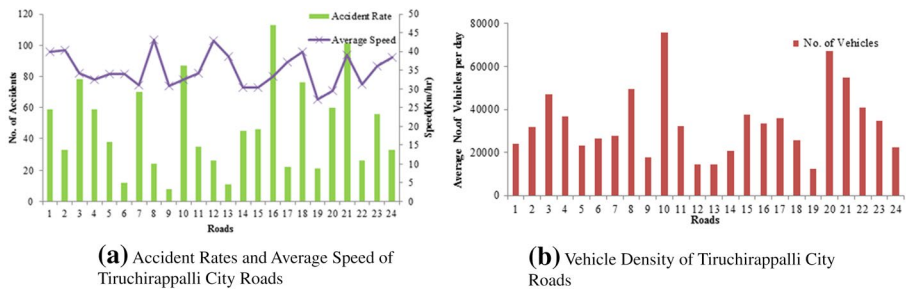 120
100
80
60
40
20
0
No. of Accidents
Accident Rate
Average Speed
50
45
40
35
30
25
20
15
10
5
0
Speed(Km/hr)
1 2 3 4 5 6 7 8 9 10 11 12 13 14 15 16 17 18 19 20 21 22 23 24
Roads
(a) Accident Rates and Average Speed of
Tiruchirappalli City Roads
80000
60000
40000
20000
0
Average No.of Vehicles per day
No. of Vehicles
1 2 3 4 5 6 7 8 9 10 11 12 13 14 15 16 17 18 19 20 21 22 23 24
Roads
(b) Vehicle Density of Tiruchirappalli City
Roads